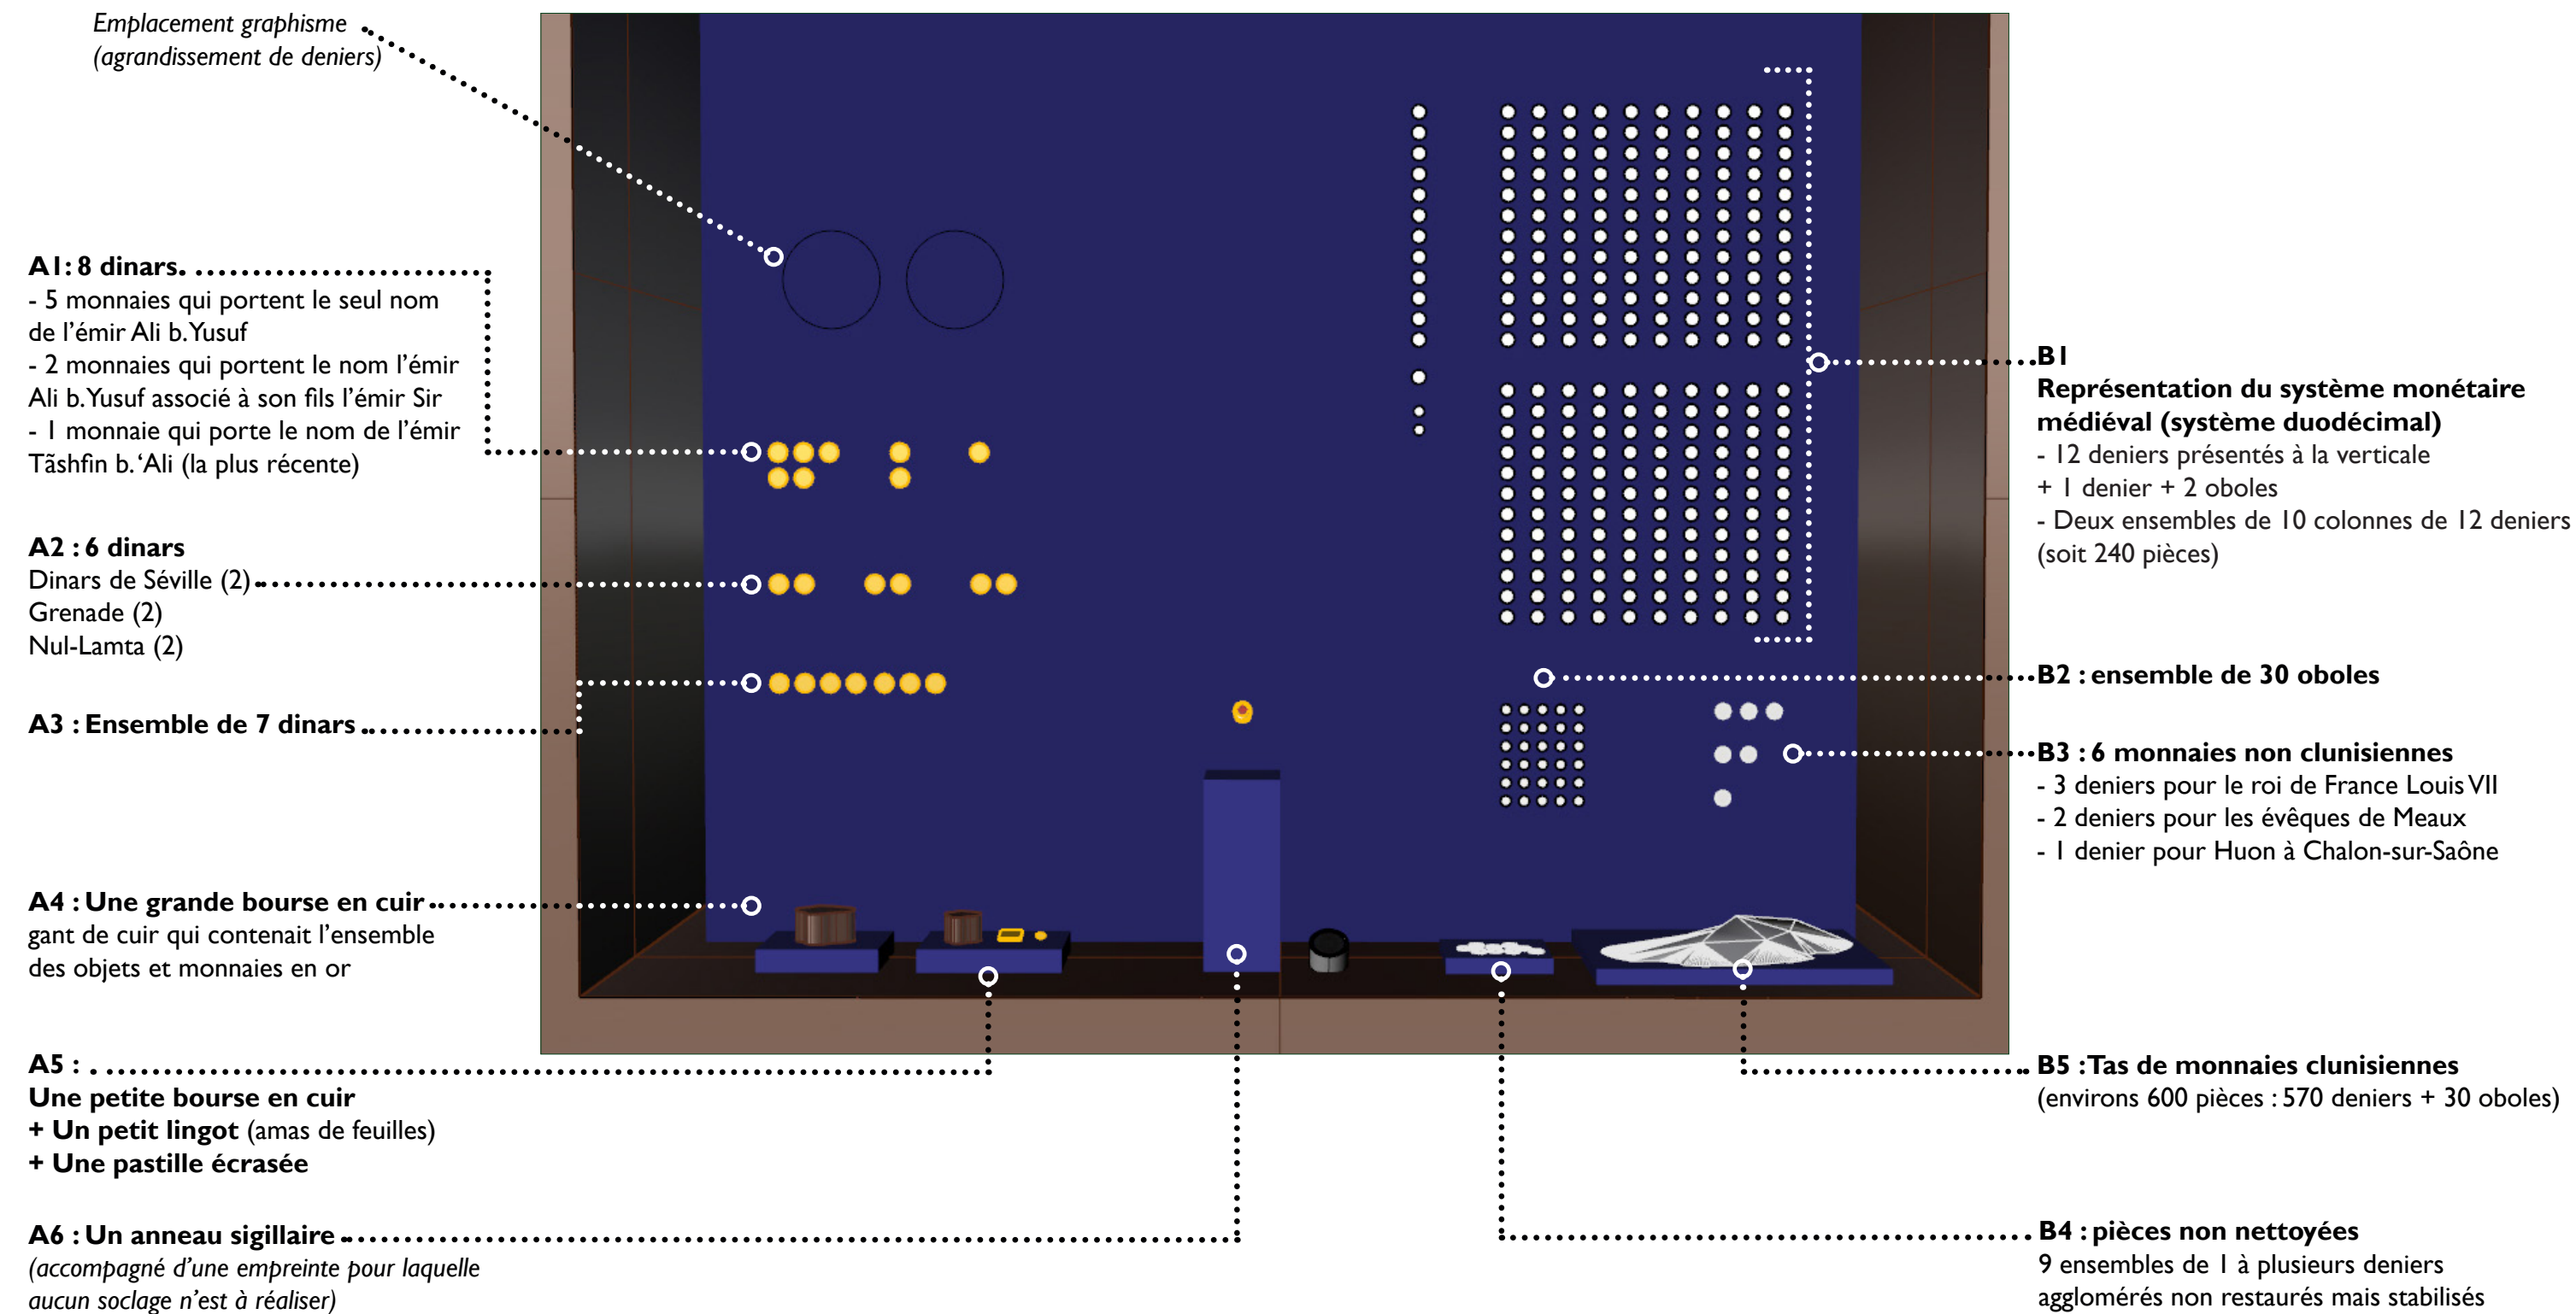 Emplacement graphisme
(agrandissement de deniers)
A1: 8 dinars.
- 5 monnaies qui portent le seul nom
de l’émir Ali b. Yusuf
- 2 monnaies qui portent le nom l’émir
Ali b. Yusuf associé à son fils l’émir Sir
- 1 monnaie qui porte le nom de l’émir
Tãshfin b. ‘Ali (la plus récente)
A2 : 6 dinars
Dinars de Séville (2)
Grenade (2)
Nul-Lamta (2)
A3 : Ensemble de 7 dinars
A4 : Une grande bourse en cuir
gant de cuir qui contenait l’ensemble
des objets et monnaies en or
A5 :
Une petite bourse en cuir
+ Un petit lingot (amas de feuilles)
+ Une pastille écrasée
A6 : Un anneau sigillaire
(accompagné d’une empreinte pour laquelle
aucun soclage n’est à réaliser)
B1
Représentation du système monétaire
médiéval (système duodécimal)
- 12 deniers présentés à la verticale
+ 1 denier + 2 oboles
- Deux ensembles de 10 colonnes de 12 deniers
(soit 240 pièces)
B2 : ensemble de 30 oboles
B3 : 6 monnaies non clunisiennes
- 3 deniers pour le roi de France Louis VII
- 2 deniers pour les évêques de Meaux
- 1 denier pour Huon à Chalon-sur-Saône
B5 : Tas de monnaies clunisiennes
(environs 600 pièces : 570 deniers + 30 oboles)
B4 : pièces non nettoyées
9 ensembles de 1 à plusieurs deniers
agglomérés non restaurés mais stabilisés